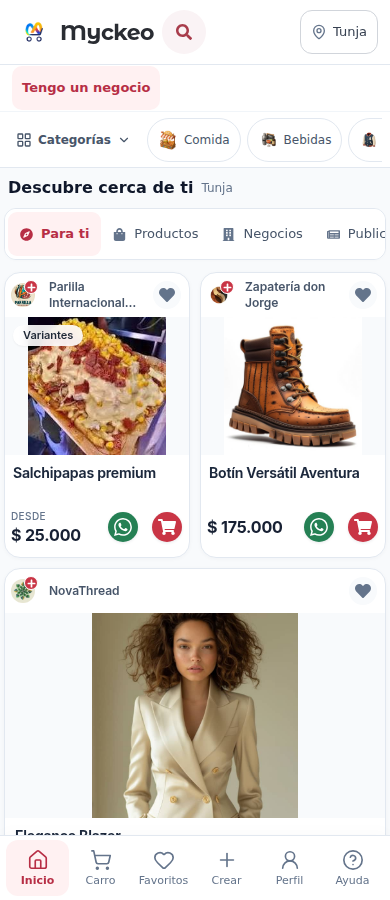 Myckeo
Tunja
Tengo un negocio
Categorías
Comida
Bebidas
Descubre cerca de ti Tunja
Para ti
Productos
Negocios
Public
Parilla
Internacional...
Variantes
Salchipapas premium
DESDE
$ 25.000
Zapatería don
Jorge
Botín Versátil Aventura
$ 175.000
NovaThread
Elegance Blazer
Inicio
Carro
Favoritos
Crear
Perfil
Ayuda